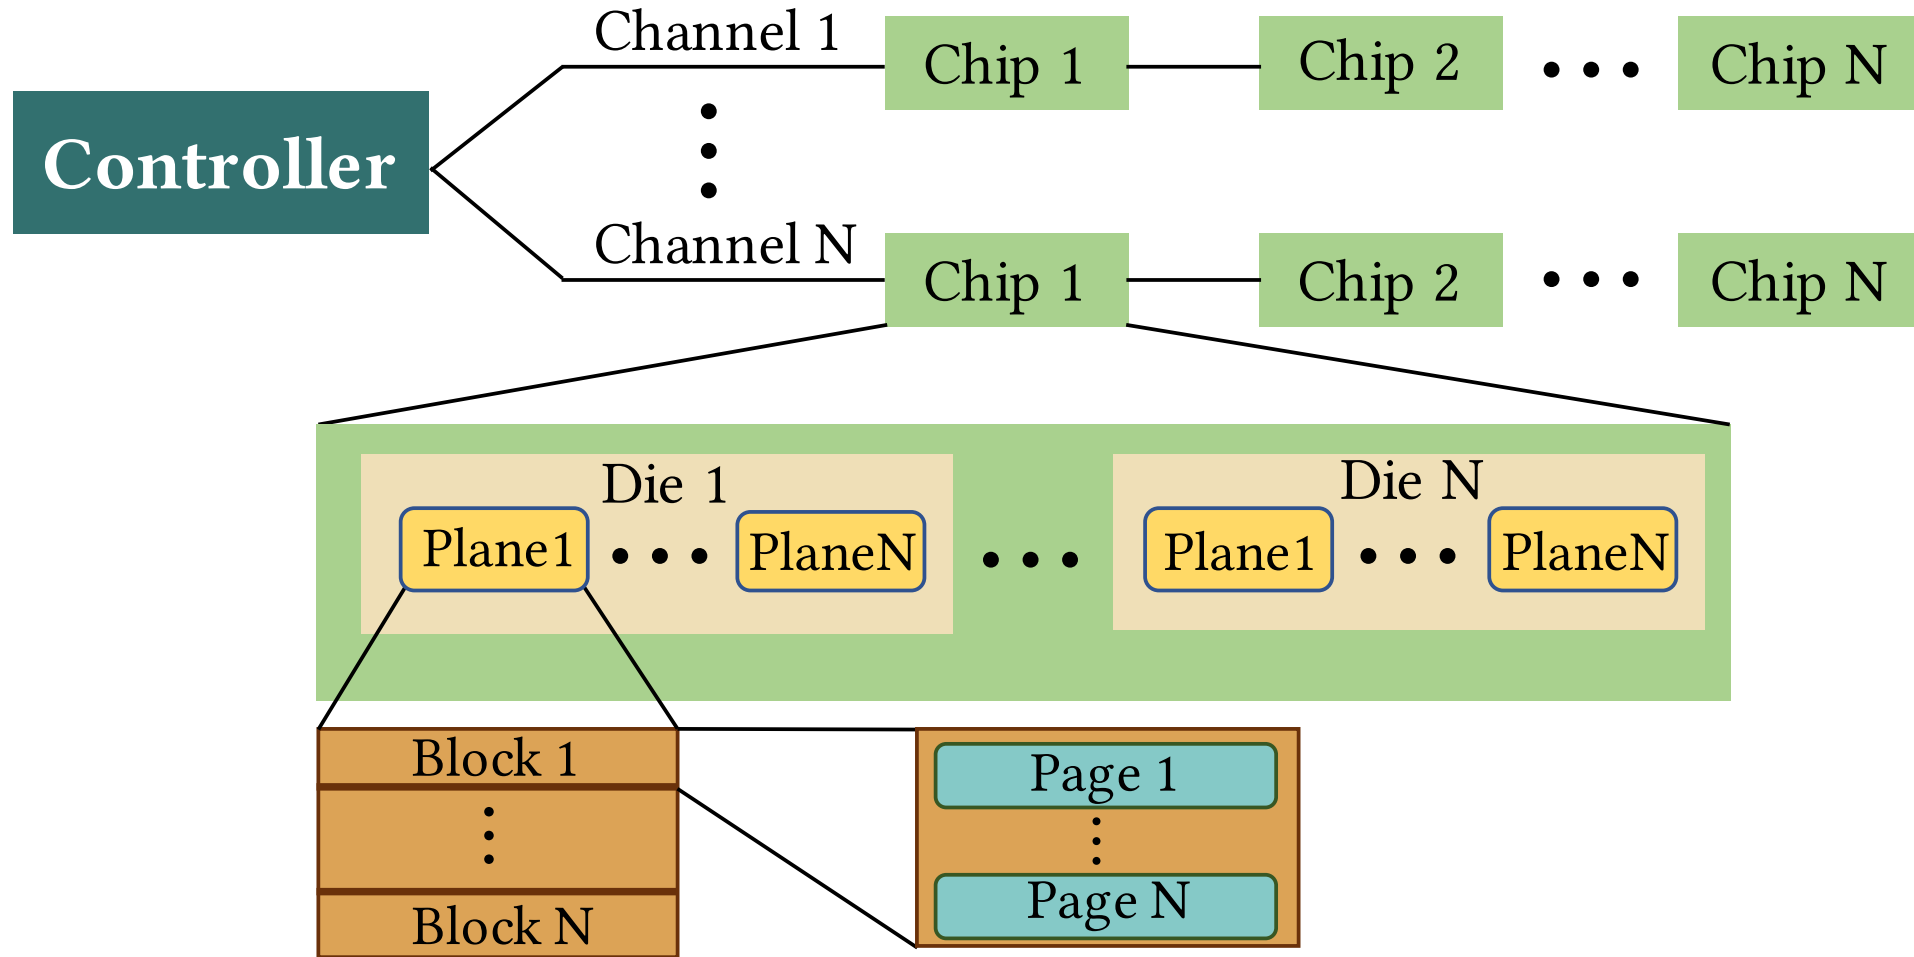 Channel 1
Chip 1
Chip 2
Chip N
Controller
Channel N
Chip 1
Chip 2
Chip N
Die 1
Plane1
PlaneN
Die N
Plane1
PlaneN
Block 1
Block N
Page 1
Page N